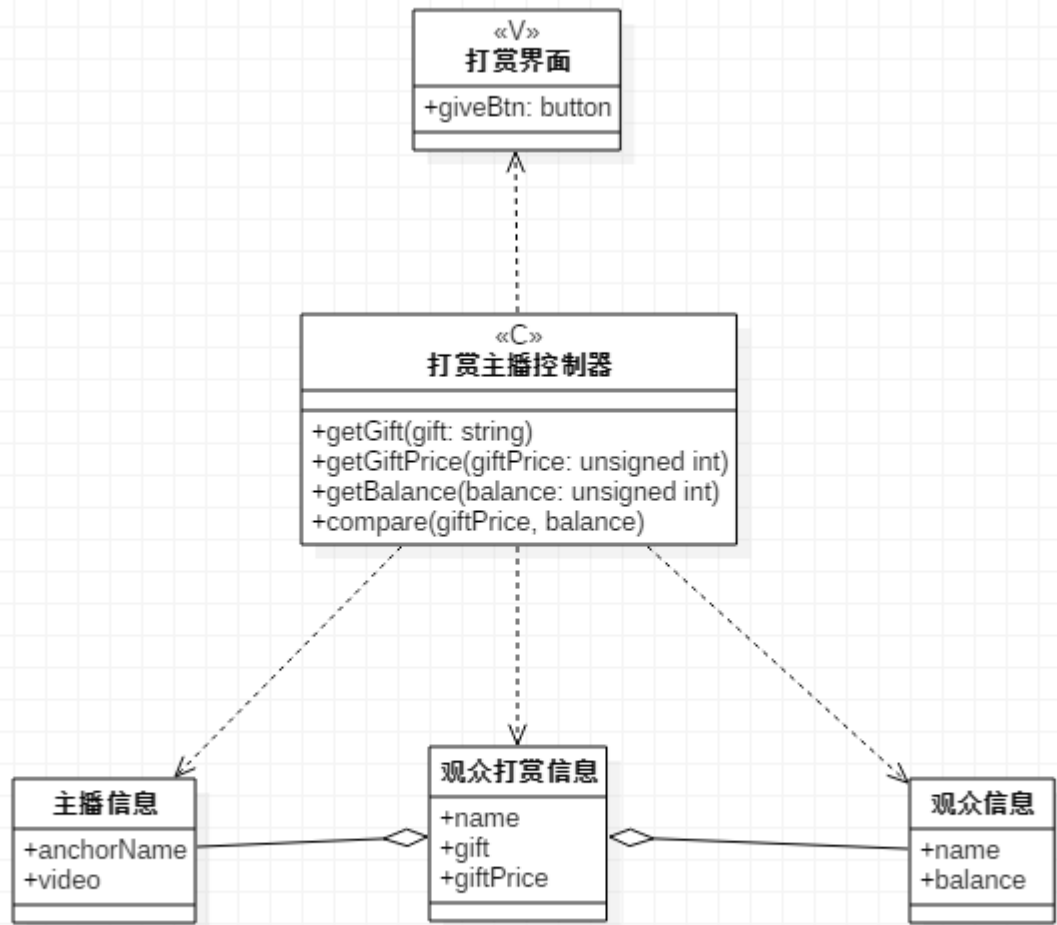 «V»
打赏界面
+giveBtn: button
«C»
打赏主播控制器
+getGift(gift: string)
+getGiftPrice(giftPrice: unsigned int)
+getBalance(balance: unsigned int)
+compare(giftPrice, balance)
主播信息
+anchorName
+video
观众打赏信息
+name
+gift
+giftPrice
观众信息
+name
+balance